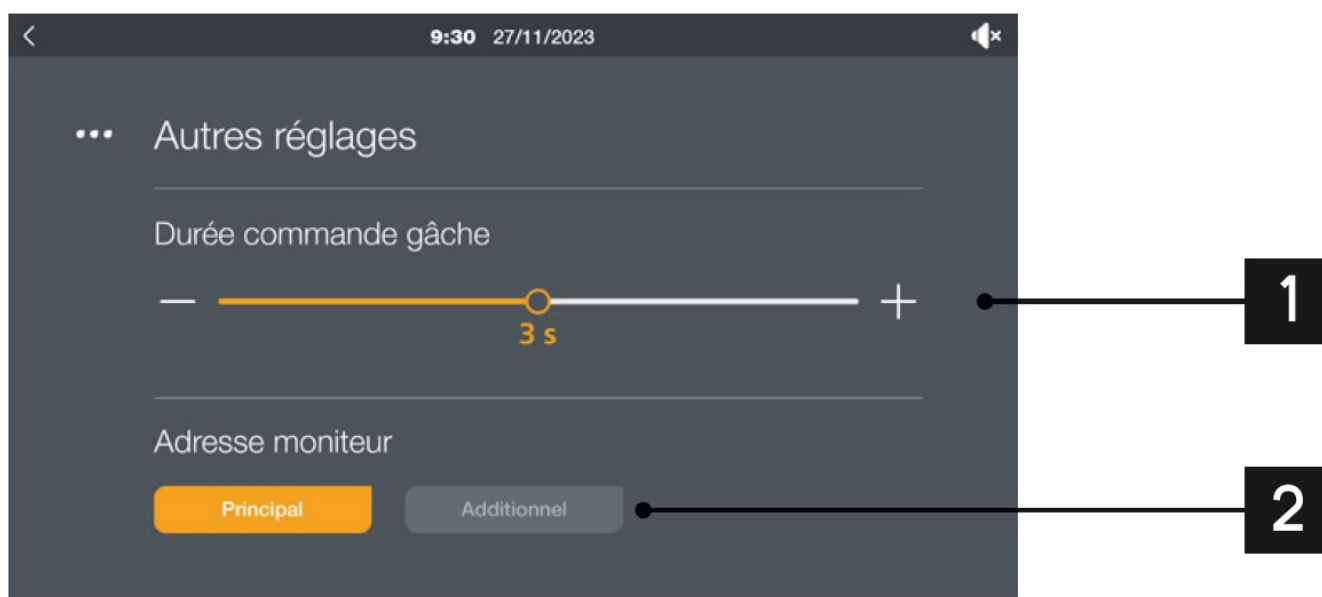 9:30 27/11/2023
Autres réglages
Durée commande gâche
3 s
1
Adresse moniteur
Principal Additionnel
2